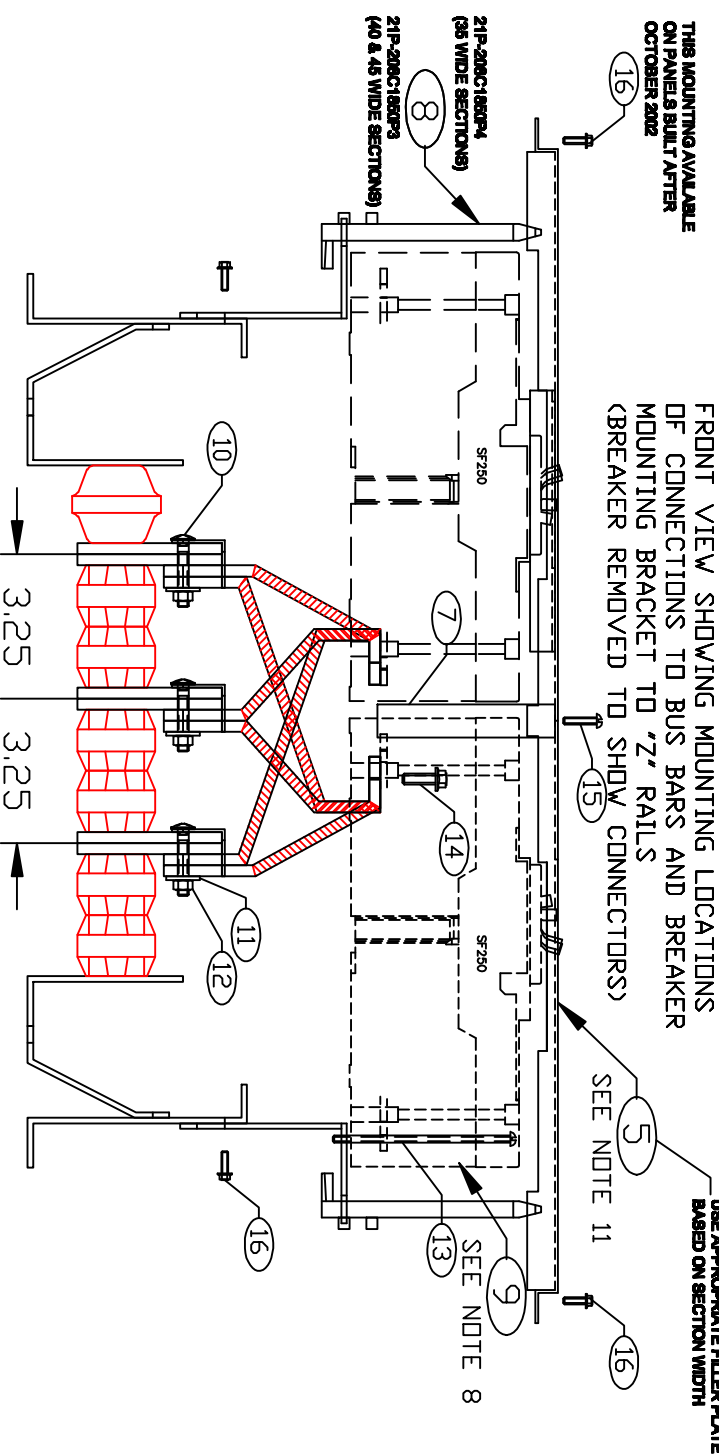 THIS MOUNTING AVAILABLE
ON PANELS BUILT AFTER
OCTOBER 2002
16
21P-208C1850P4
(35 WIDE SECTIONS)
21P-208C1850P3
(40 & 45 WIDE SECTIONS)
8
FRONT VIEW SHOWING MOUNTING LOCATIONS
OF CONNECTIONS TO BUS BARS AND BREAKER
MOUNTING BRACKET TO "Z" RAILS
(BREAKER REMOVED TO SHOW CONNECTORS)
USE APPROPRIATE FILLER PLATE
BASED ON SECTION WIDTH
5
SEE NOTE 11
16
15
7
14
SF250
SF250
9
SEE NOTE 8
13
10
11
12
16
3.25
3.25